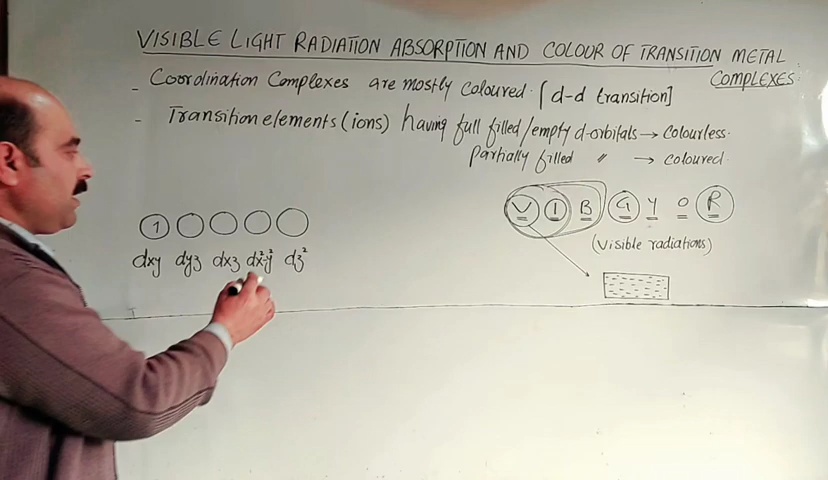 VISIBLE LIGHT RADIATION ABSORPTION AND COLOUR OF TRANSITION METAL
COMPLEXES.
- Coordination Complexes are mostly coloured. [d-d transition]
- Transition elements (ions) having full filled/empty d-orbitals → Colourless.
Partially filled " → coloured.
1
dxy dyz dxz dx²-y² dz²
V I B G Y O R
(visible radiations)